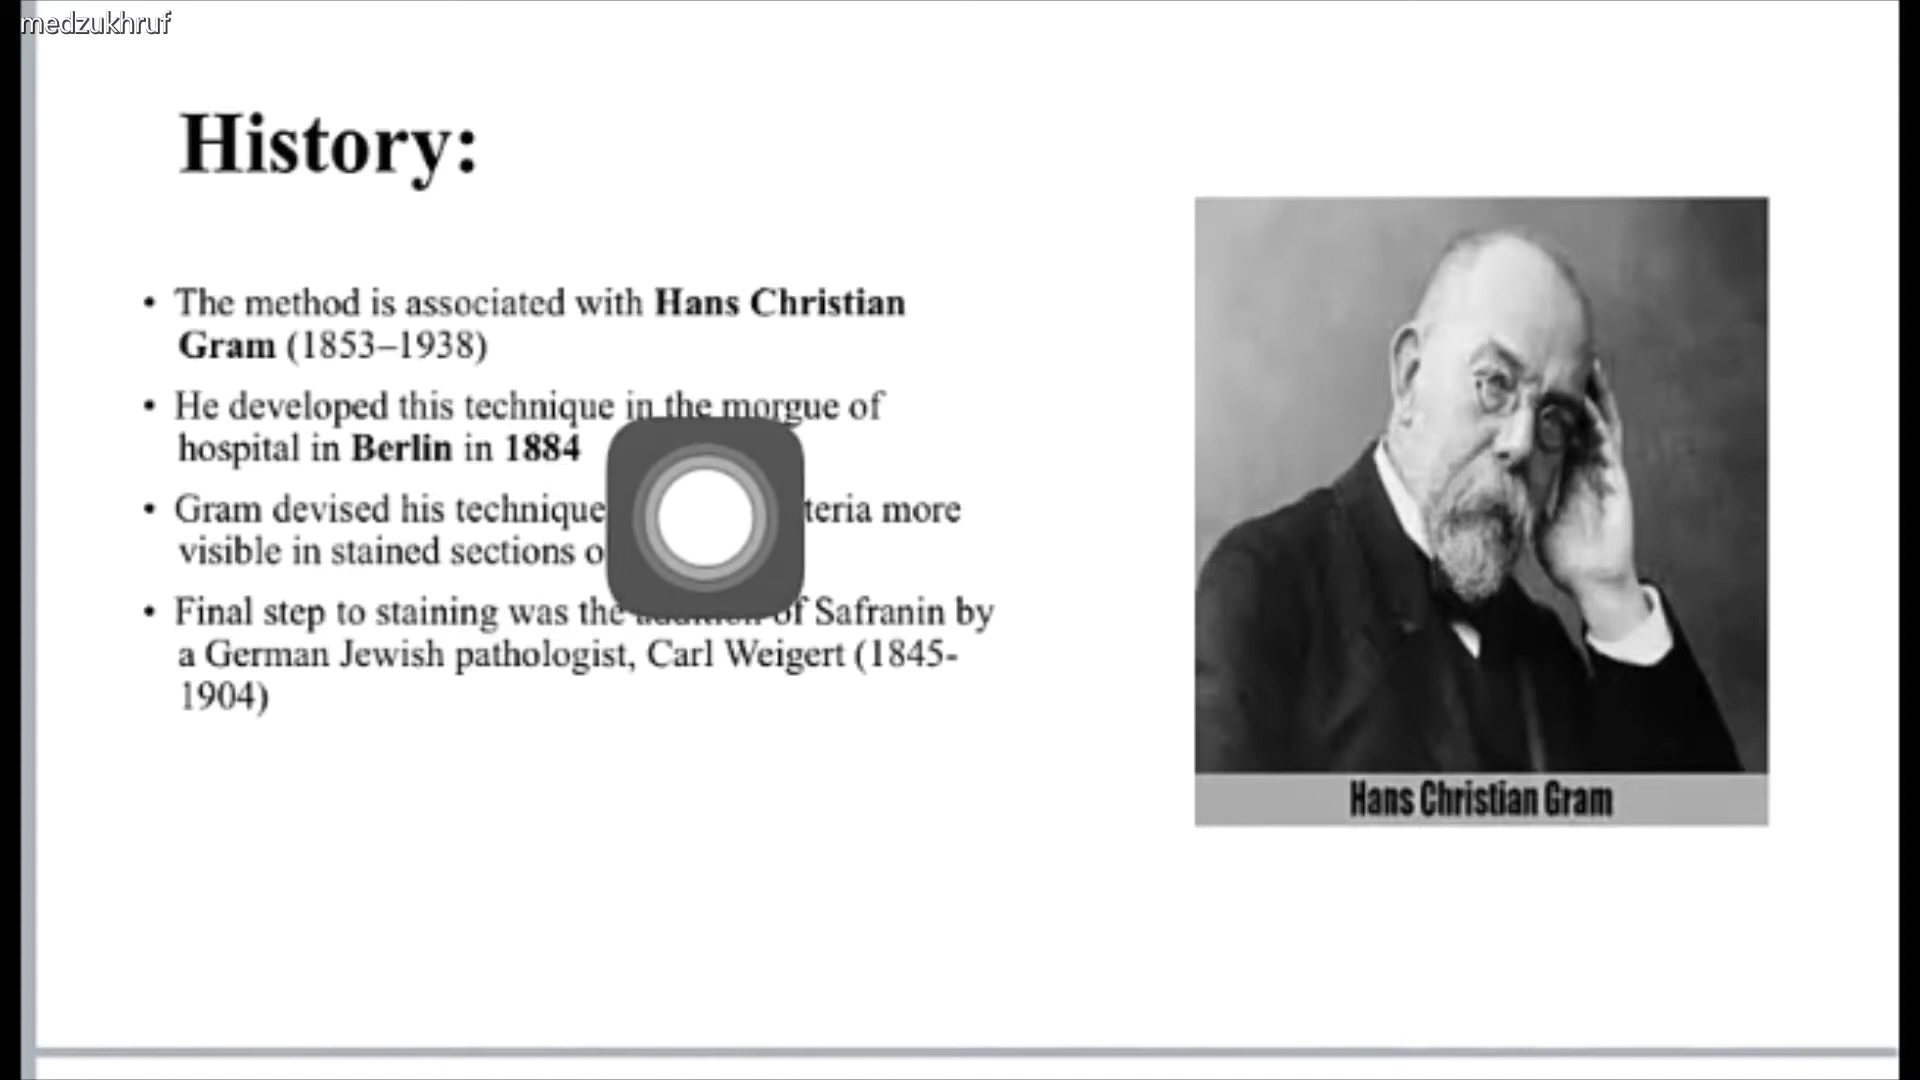 medzukhruf
History:
• The method is associated with Hans Christian
Gram (1853–1938)
• He developed this technique in the morgue of
hospital in Berlin in 1884
• Gram devised his technique teria more
visible in stained sections
• Final step to staining was the of Safranin by
a German Jewish pathologist, Carl Weigert (1845-
1904)
Hans Christian Gram